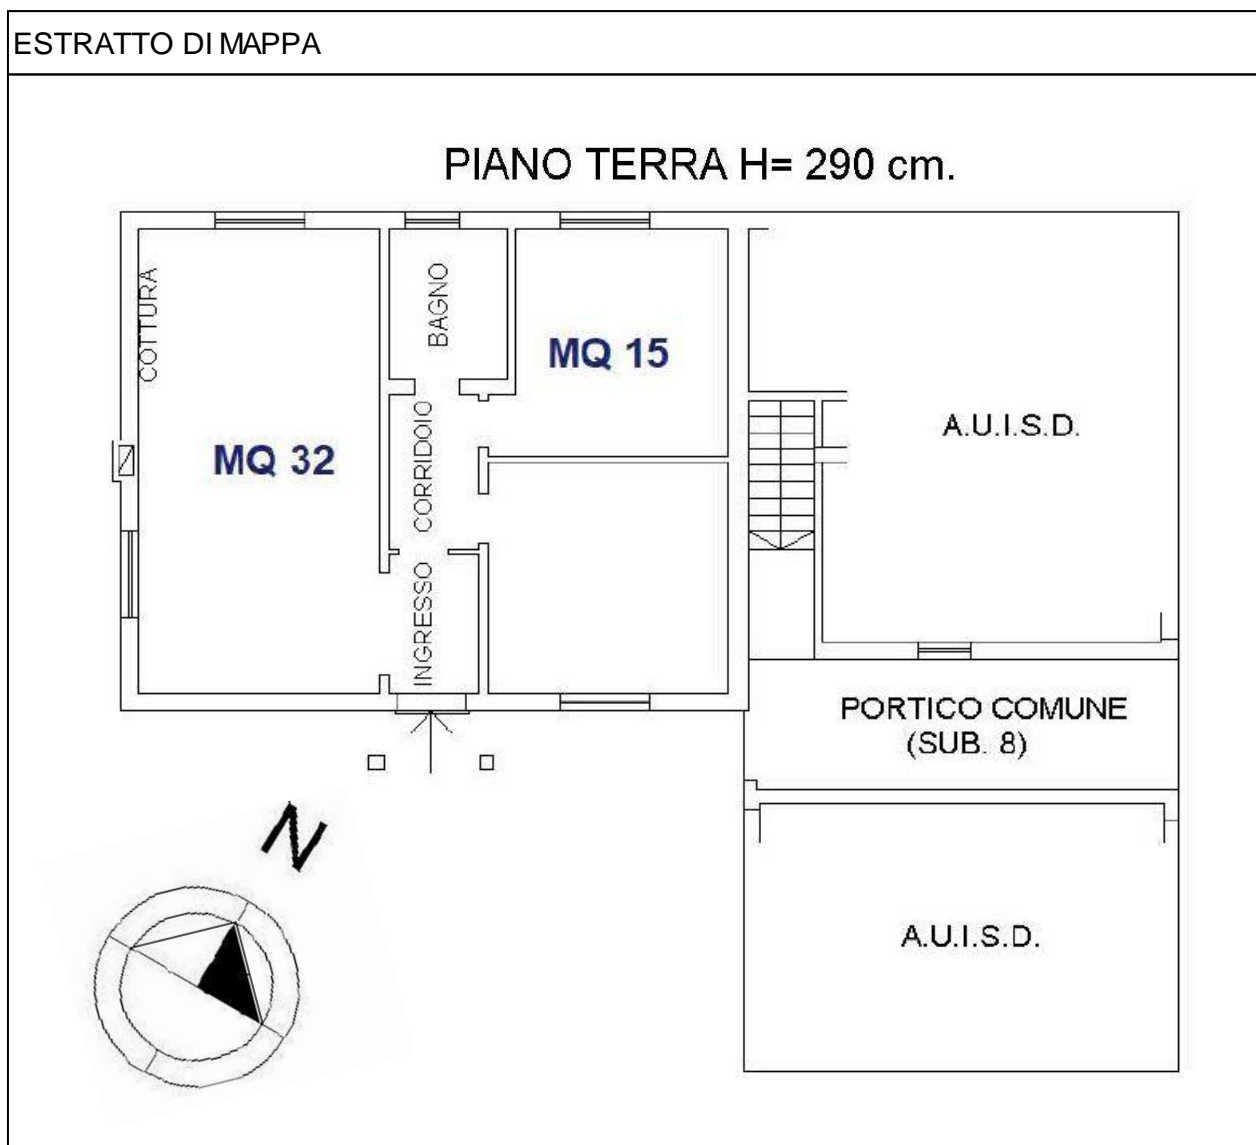 ESTRATTO DI MAPPA
PIANO TERRA H= 290 cm.
COTTURA
BAGNO
MQ 15
MQ 32
CORRIDOIO
INGRESSO
A.U.I.S.D.
PORTICO COMUNE
(SUB. 8)
N
A.U.I.S.D.